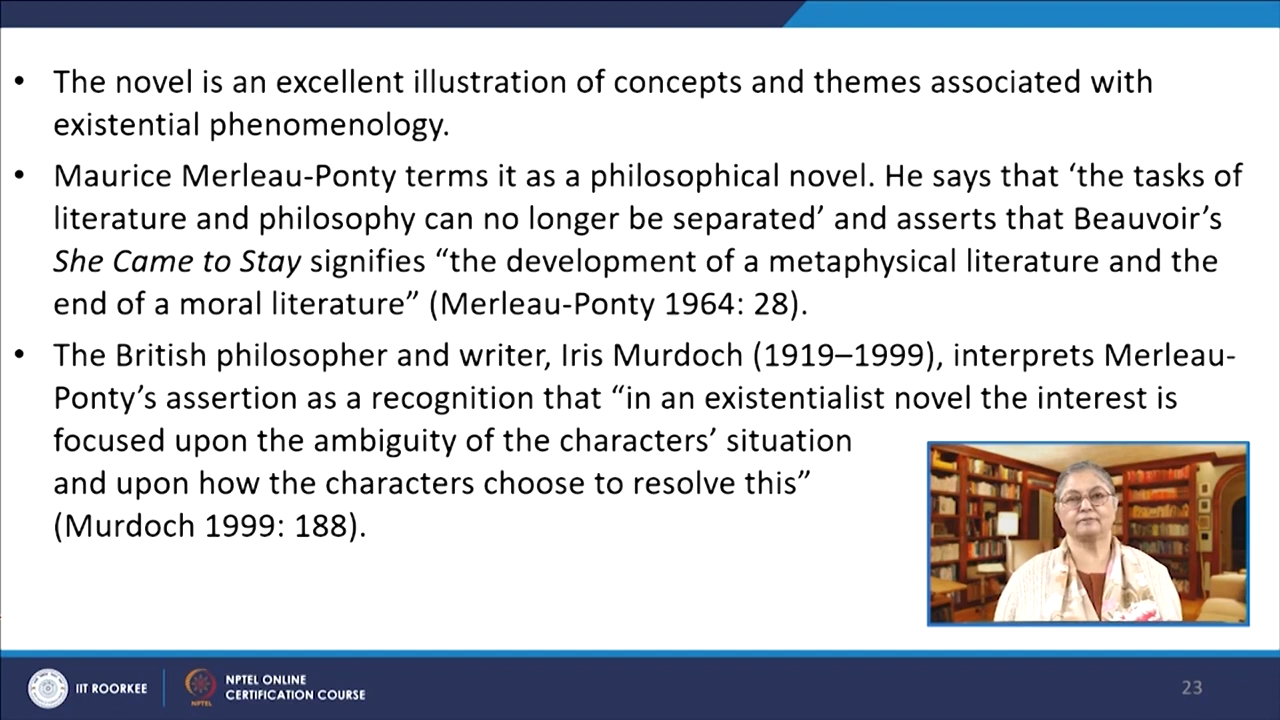 • The novel is an excellent illustration of concepts and themes associated with
existential phenomenology.
• Maurice Merleau-Ponty terms it as a philosophical novel. He says that ‘the tasks of
literature and philosophy can no longer be separated’ and asserts that Beauvoir’s
She Came to Stay signifies “the development of a metaphysical literature and the
end of a moral literature” (Merleau-Ponty 1964: 28).
• The British philosopher and writer, Iris Murdoch (1919–1999), interprets Merleau-
Ponty’s assertion as a recognition that “in an existentialist novel the interest is
focused upon the ambiguity of the characters’ situation
and upon how the characters choose to resolve this”
(Murdoch 1999: 188).
IIT ROORKEE
NPTEL
NPTEL ONLINE
CERTIFICATION COURSE
23